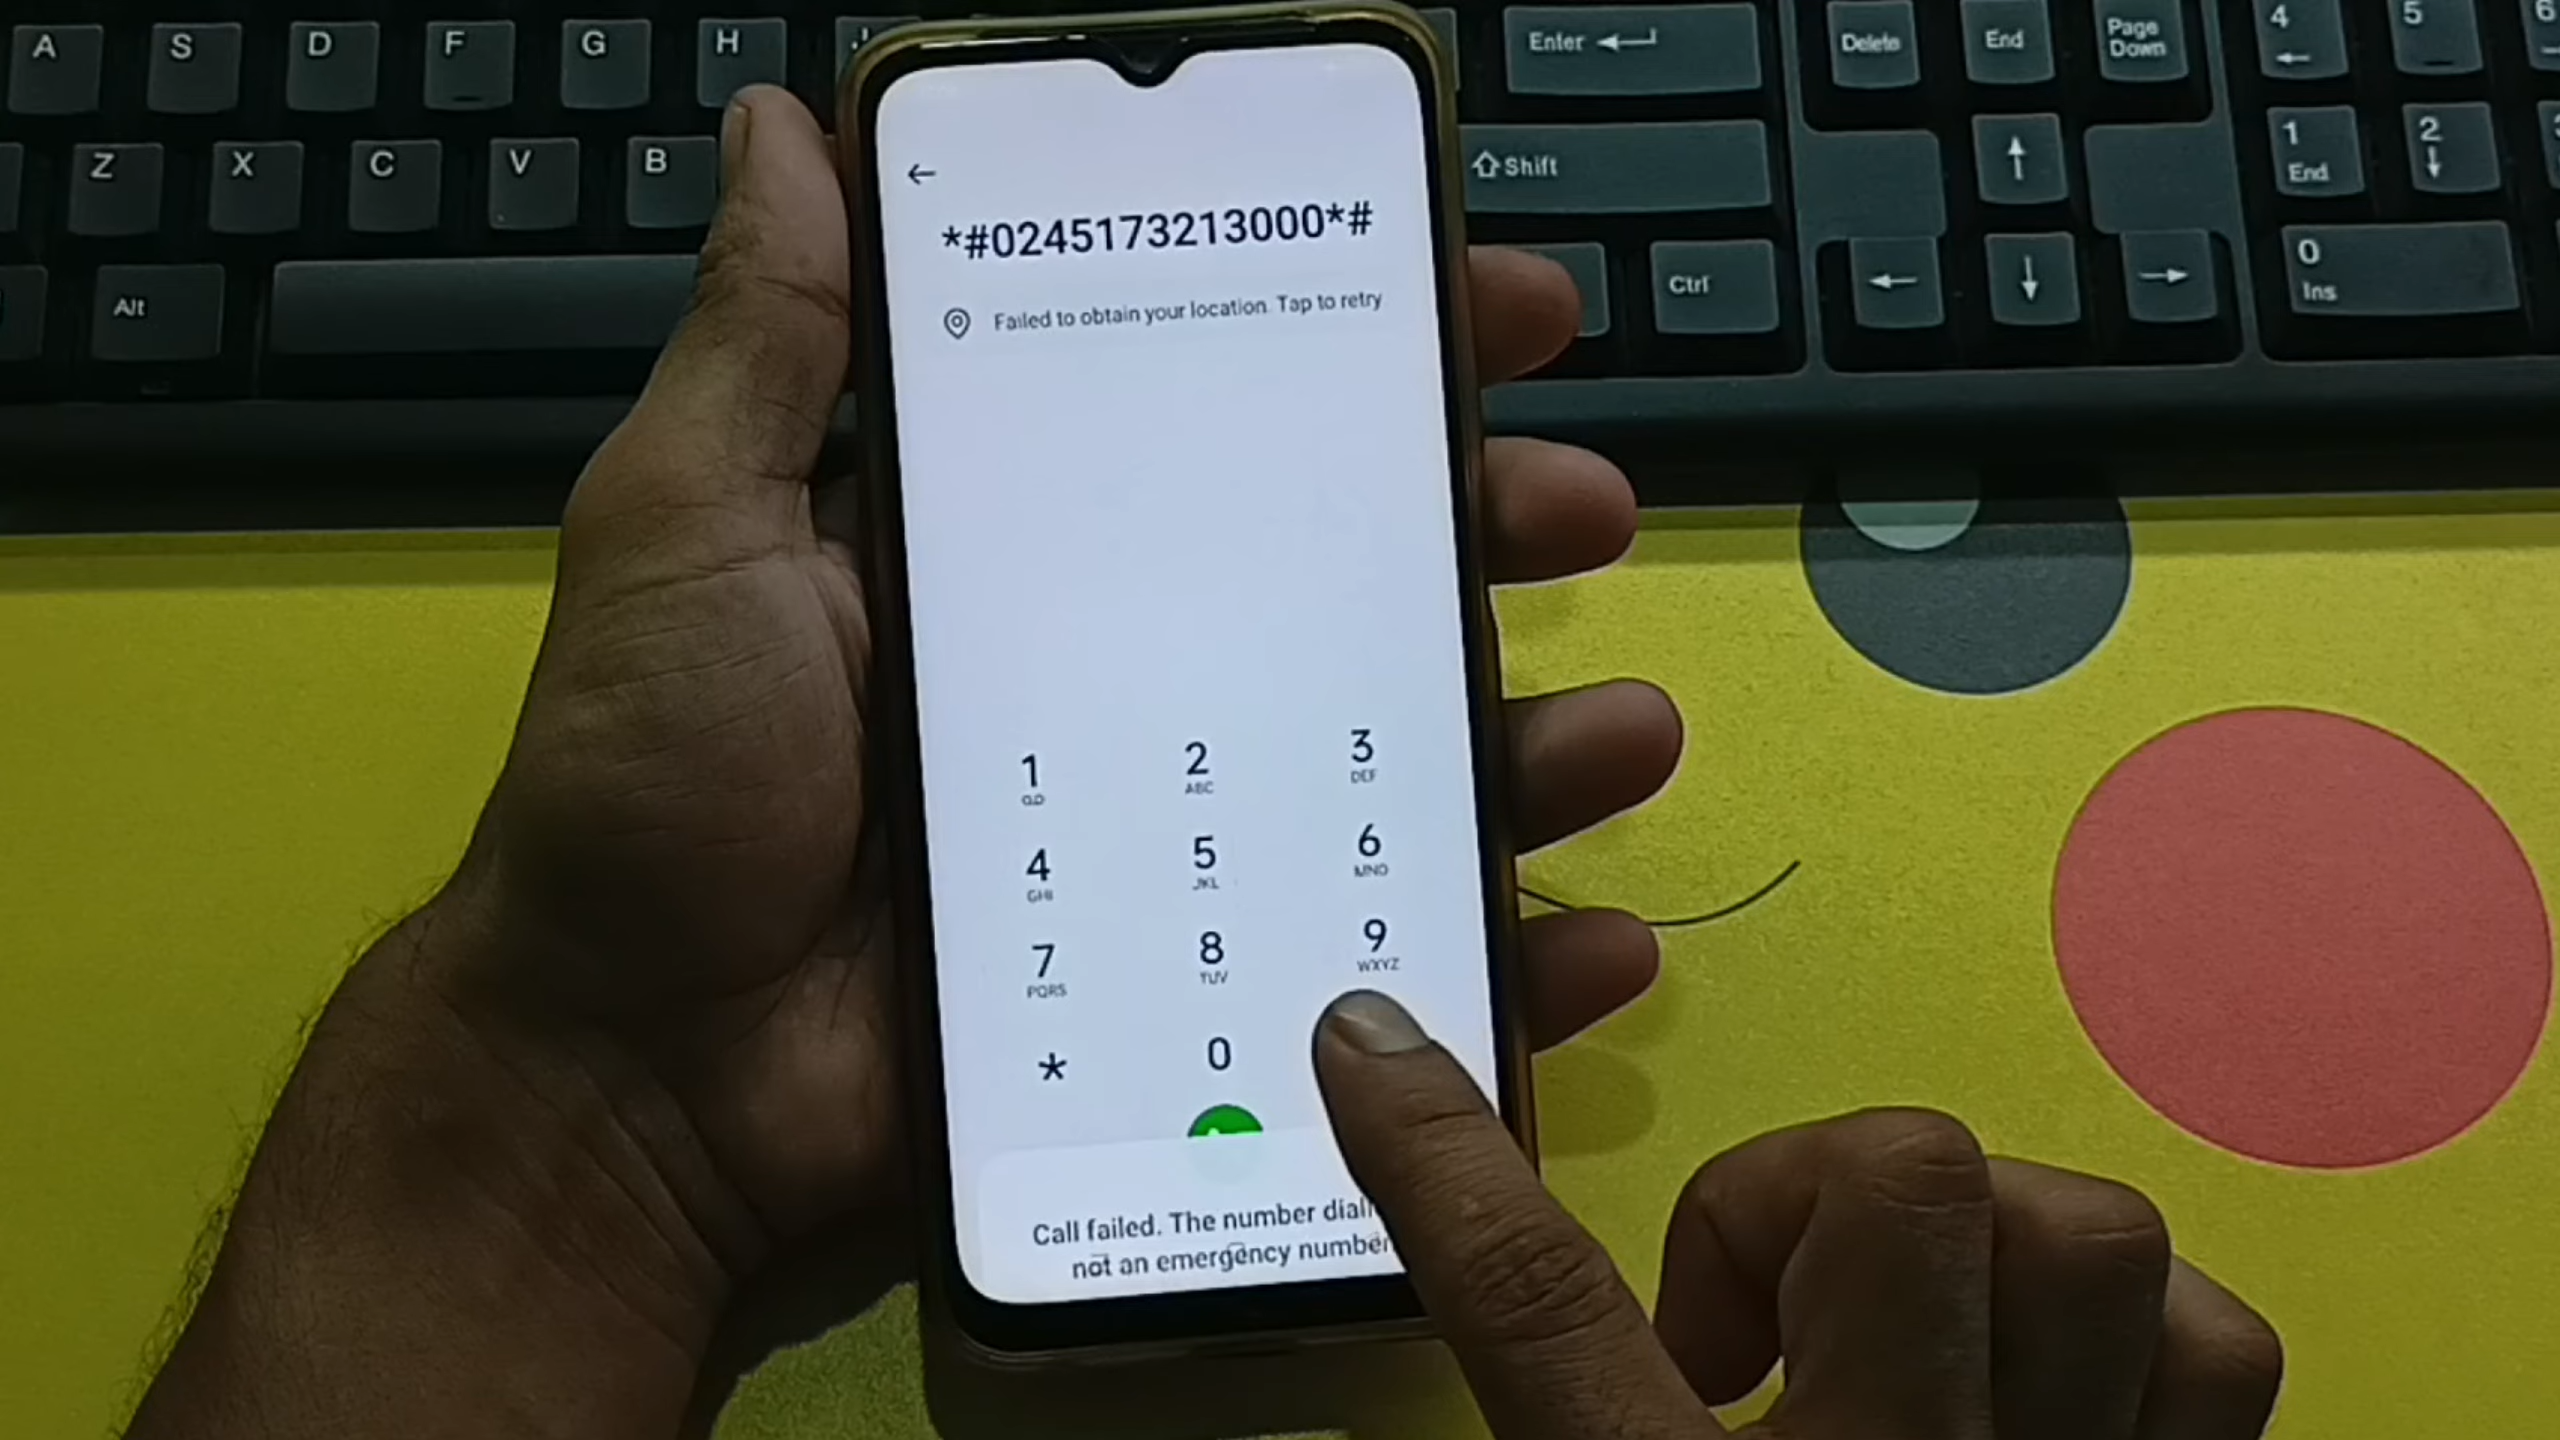 A S D F G H J Enter Delete End Page Down 4 5 6
Z X C V B Shift 1 End 2
Alt Ctrl 0 Ins
*#0245173213000*#
Failed to obtain your location. Tap to retry
1 2 ABC 3 DEF
4 GHI 5 JKL 6 MNO
7 PQRS 8 TUV 9 WXYZ
* 0
Call failed. The number
not an emergency number